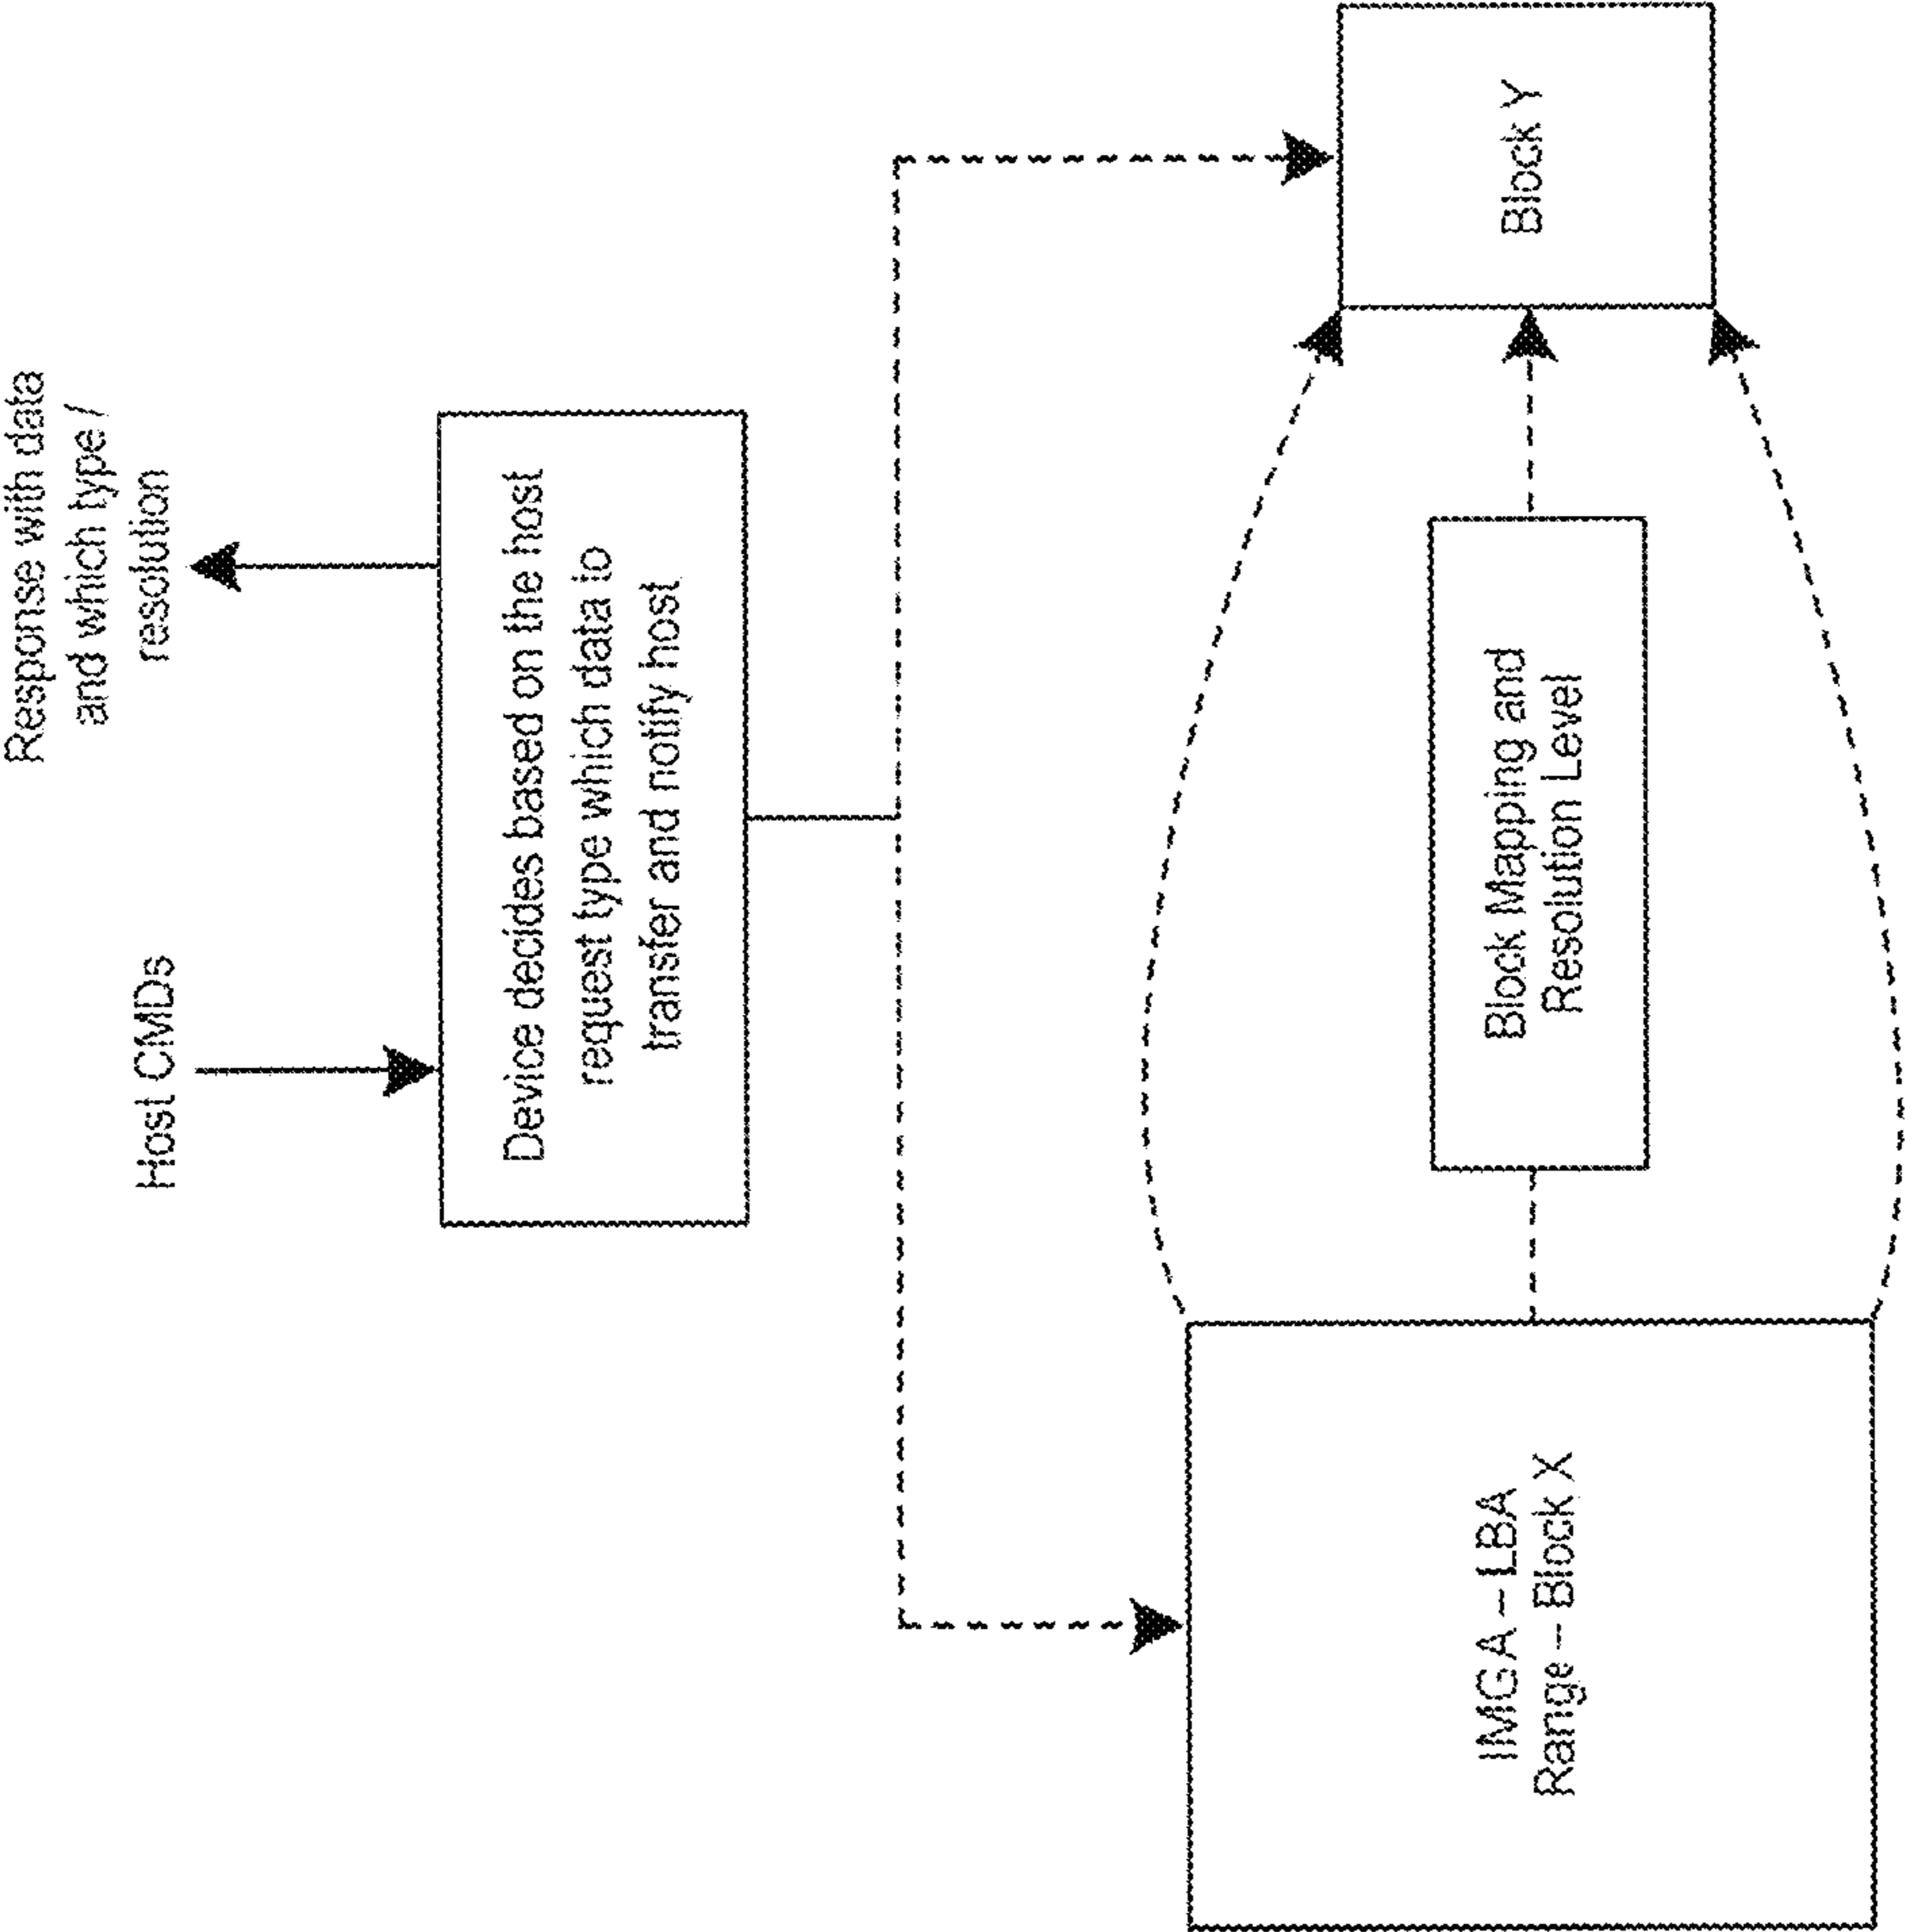 Host CMDs
Response with data
and which type /
resolution
Device decides based on the host
request type which data to
transfer and notify host
IMGA – LBA
Range – Block X
Block Mapping and
Resolution Level
Block Y